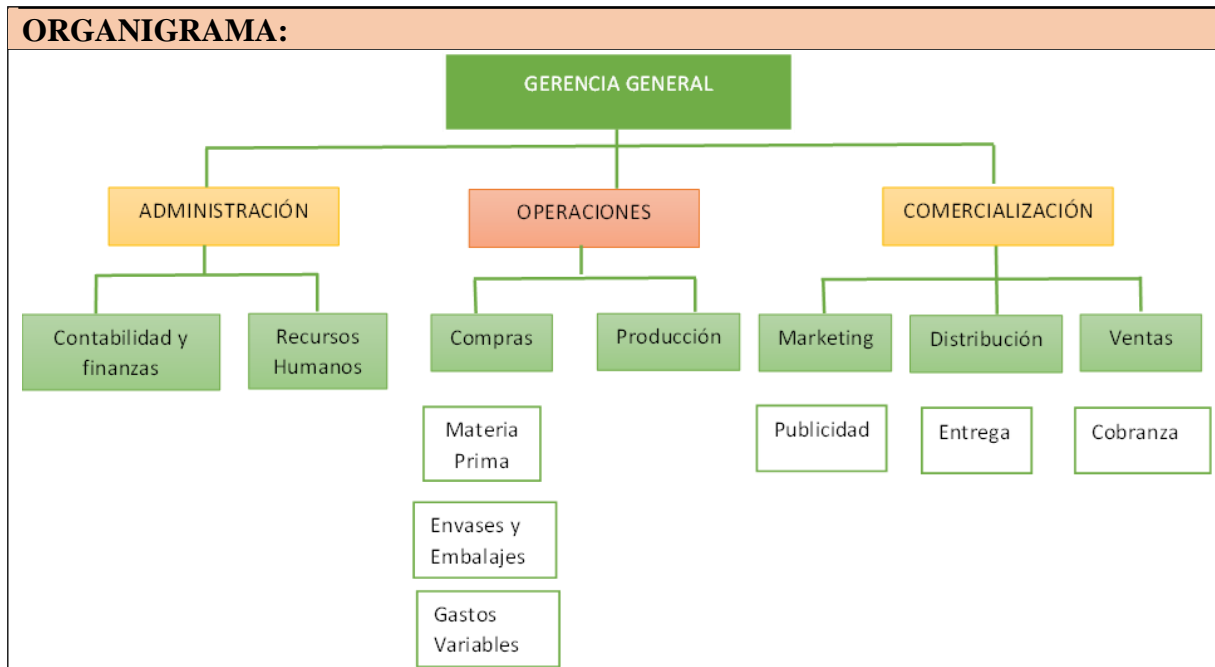 ORGANIGRAMA:
GERENCIA GENERAL
ADMINISTRACIÓN
OPERACIONES
COMERCIALIZACIÓN
Contabilidad y
finanzas
Recursos
Humanos
Compras
Producción
Marketing
Distribución
Ventas
Materia
Prima
Publicidad
Entrega
Cobranza
Envases y
Embalajes
Gastos
Variables